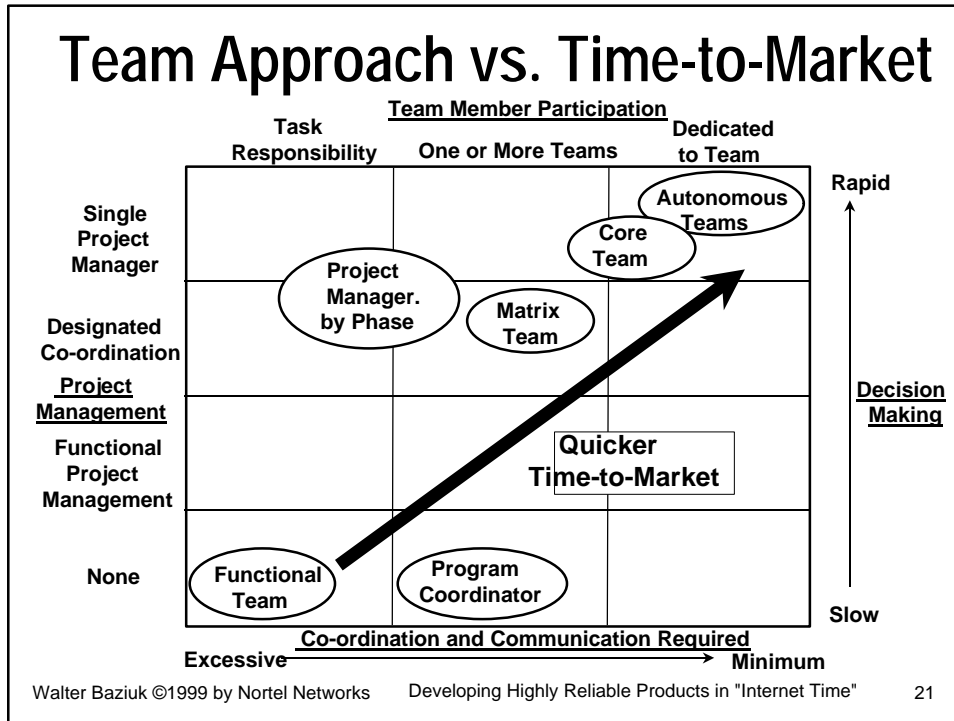 Team Approach vs. Time-to-Market
Team Member Participation
Task
Responsibility
One or More Teams
Dedicated
to Team
Single
Project
Manager
Designated
Co-ordination
Project
Management
Functional
Project
Management
None
Autonomous
Teams
Core
Team
Project
Manager.
by Phase
Matrix
Team
Quicker
Time-to-Market
Functional
Team
Program
Coordinator
Rapid
Decision
Making
Slow
Co-ordination and Communication Required
Excessive
Minimum
Walter Baziuk ©1999 by Nortel Networks
Developing Highly Reliable Products in "Internet Time"
21